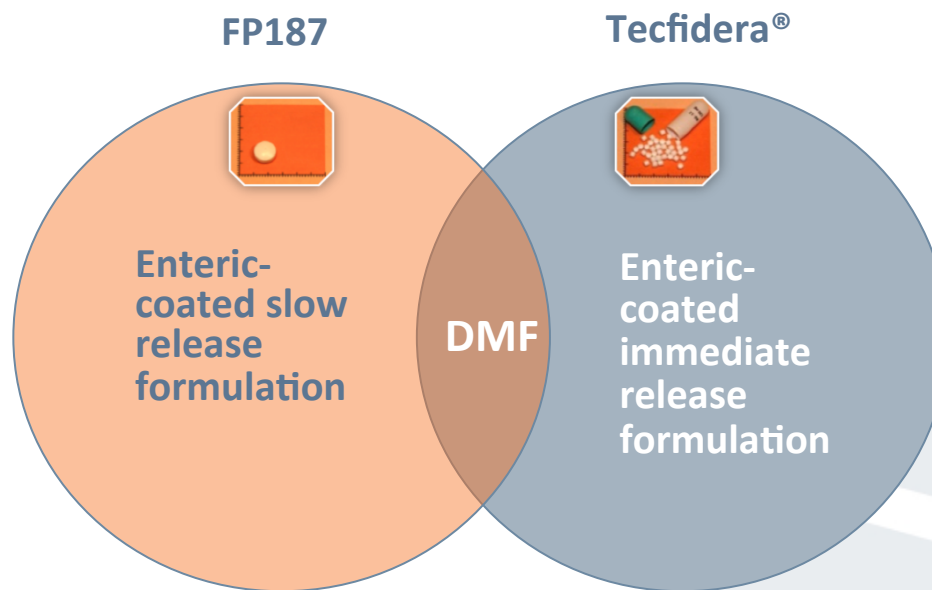 FP187
Tecfidera®
Enteric-
coated slow
release
formulation
DMF
Enteric-
coated
immediate
release
formulation